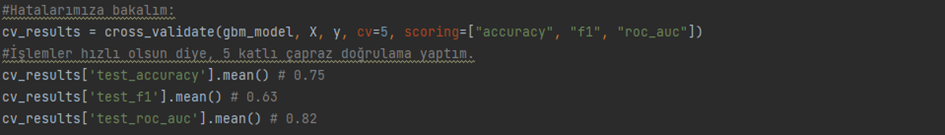 #Hatalarımıza bakalım:
cv_results = cross_validate(gbm_model, X, y, cv=5, scoring=["accuracy", "f1", "roc_auc"])
#İşlemler hızlı olsun diye, 5 katlı çapraz doğrulama yaptım.
cv_results['test_accuracy'].mean() # 0.75
cv_results['test_f1'].mean() # 0.63
cv_results['test_roc_auc'].mean() # 0.82